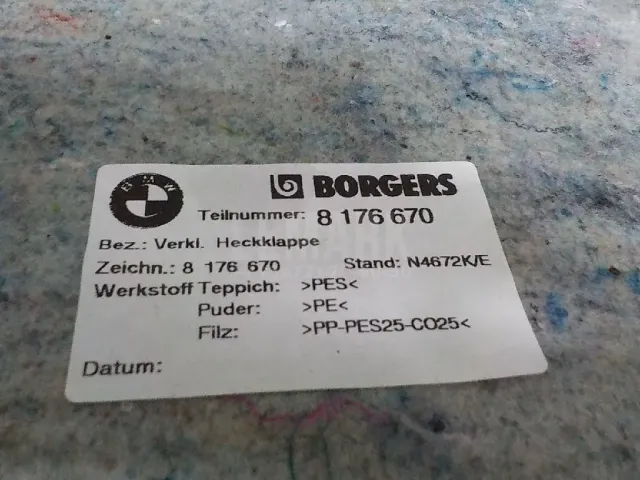 BMW
BORGERS
Teilnummer: 8 176 670
Bez.: Verkl. Heckklappe
Zeichn.: 8 176 670 Stand: N4672K/E
Werkstoff Teppich: >PES<
Puder: >PE<
Filz: >PP-PES25-CO25<
Datum: